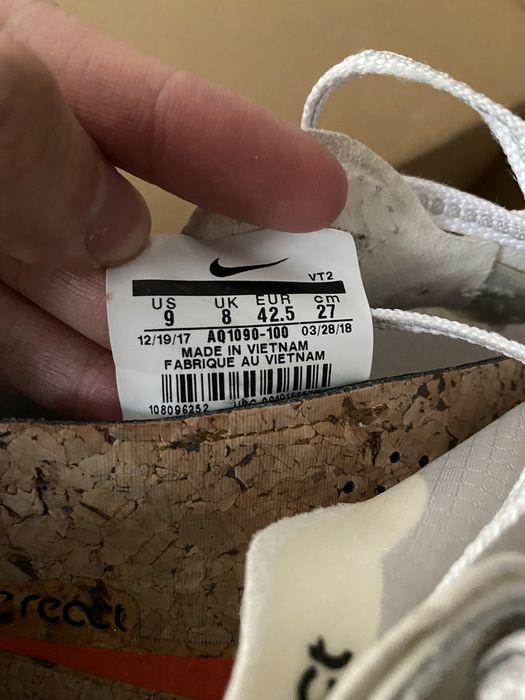 VT2
US UK EUR cm
9 8 42.5 27
12/19/17 AQ1090-100 03/28/18
MADE IN VIETNAM
FABRIQUE AU VIETNAM
108096252
react
react